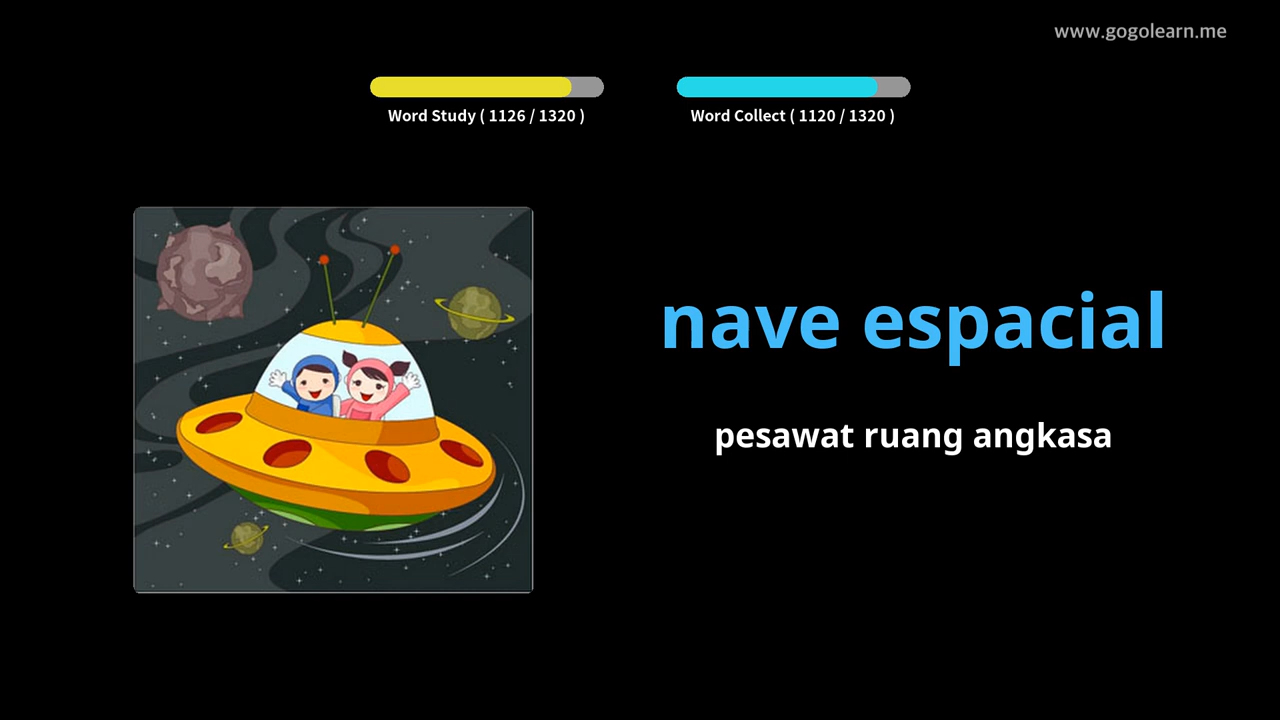 www.gogolearn.me
Word Study ( 1126 / 1320 )
Word Collect ( 1120 / 1320 )
nave espacial
pesawat ruang angkasa